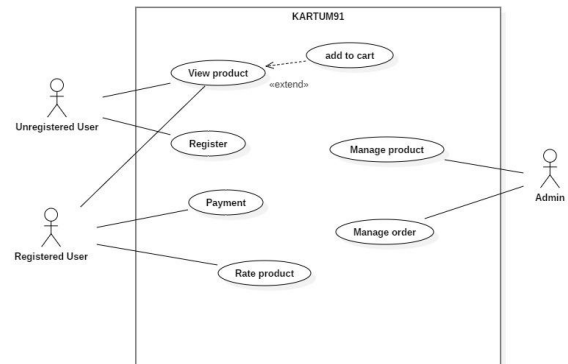 KARTUM91
add to cart
View product
«extend»
Unregistered User
Register
Manage product
Admin
Payment
Manage order
Registered User
Rate product